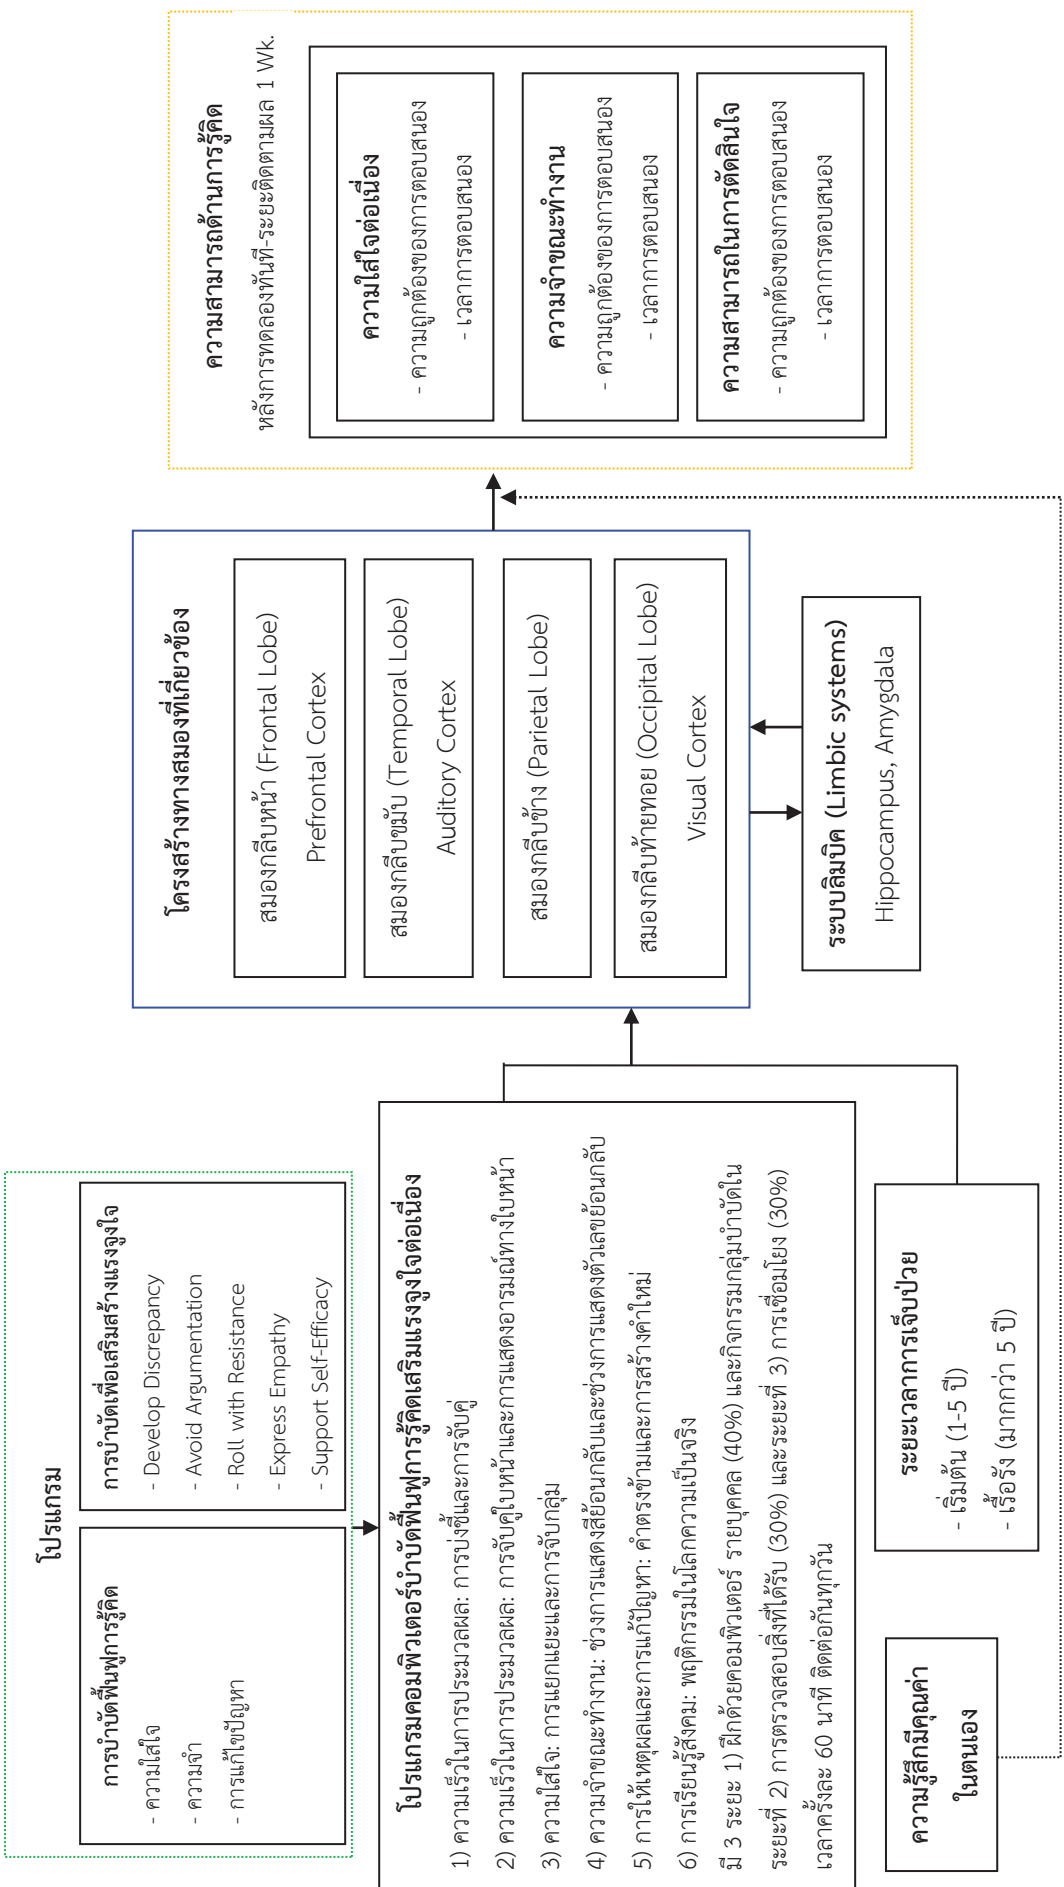 โปรแกรม
การบำบัดฟื้นฟูการรู้คิด
- ความใส่ใจ
- ความจำ
- การแก้ไขปัญหา
การบำบัดเพื่อเสริมสร้างแรงจูงใจ
- Develop Discrepancy
- Avoid Argumentation
- Roll with Resistance
- Express Empathy
- Support Self-Efficacy
โปรแกรมคอมพิวเตอร์บำบัดฟื้นฟูการรู้คิดเสริมแรงจูงใจต่อเนื่อง
1) ความเร็วในการประมวลผล: การบ่งชี้และการจับคู่
2) ความเร็วในการประมวลผล: การจับคู่ใบหน้าและการแสดงอารมณ์ทางใบหน้า
3) ความใส่ใจ: การแยกแยะและการจับกลุ่ม
4) ความจำขณะทำงาน: ช่วงการแสดงสีย้อนกลับและช่วงการแสดงตัวเลขย้อนกลับ
5) การให้เหตุผลและการแก้ปัญหา: คำตรงข้ามและการสร้างคำใหม่
6) การเรียนรู้สังคม: พฤติกรรมในโลกความเป็นจริง
มี 3 ระยะ 1) ฝึกด้วยคอมพิวเตอร์ รายบุคคล (40%) และกิจกรรมกลุ่มบำบัดใน
ระยะที่ 2) การตรวจสอบสิ่งที่ได้รับ (30%) และระยะที่ 3) การเชื่อมโยง (30%)
เวลาครั้งละ 60 นาที ติดต่อกันทุกวัน
ความรู้สึกมีคุณค่า
ในตนเอง
ระยะเวลาการเจ็บป่วย
- เริ่มต้น (1-5 ปี)
- เรื้อรัง (มากกว่า 5 ปี)
โครงสร้างทางสมองที่เกี่ยวข้อง
สมองกลีบหน้า (Frontal Lobe)
Prefrontal Cortex
สมองกลีบขมับ (Temporal Lobe)
Auditory Cortex
สมองกลีบข้าง (Parietal Lobe)
สมองกลีบท้ายทอย (Occipital Lobe)
Visual Cortex
ระบบลิมบิค (Limbic systems)
Hippocampus, Amygdala
ความสามารถด้านการรู้คิด
หลังการทดลองทันที-ระยะติดตามผล 1 Wk.
ความใส่ใจต่อเนื่อง
- ความถูกต้องของการตอบสนอง
- เวลาการตอบสนอง
ความจำขณะทำงาน
- ความถูกต้องของการตอบสนอง
- เวลาการตอบสนอง
ความสามารถในการตัดสินใจ
- ความถูกต้องของการตอบสนอง
- เวลาการตอบสนอง